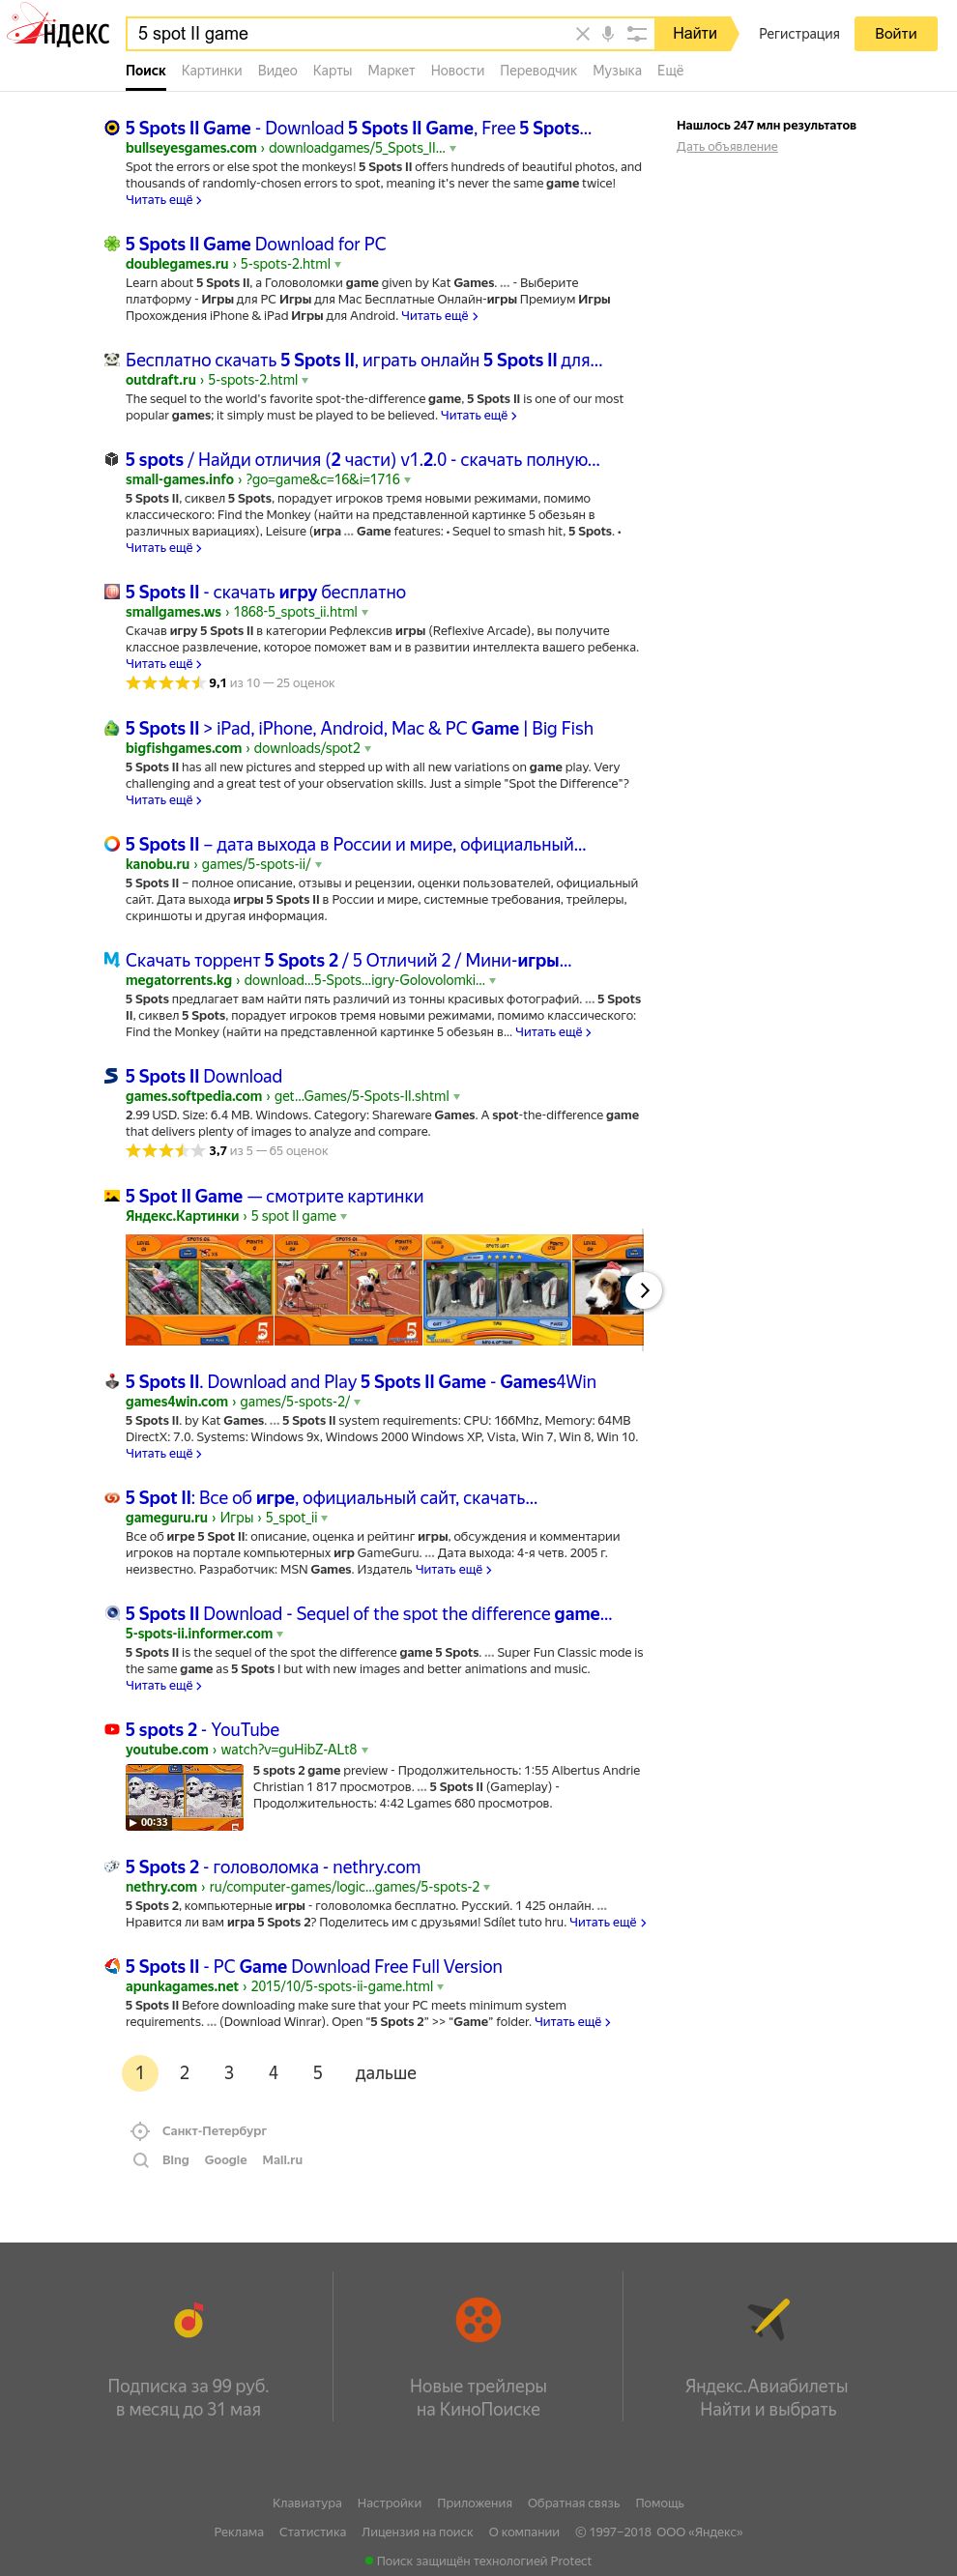 Яндекс
5 spot II game
Найти
Регистрация
Войти
Поиск Картинки Видео Карты Маркет Новости Переводчик Музыка Ещё
Нашлось 247 млн результатов
Дать объявление
5 Spots II Game - Download 5 Spots II Game, Free 5 Spots...
bullseyesgames.com › downloadgames/5_Spots_II...
Spot the errors or else spot the monkeys! 5 Spots II offers hundreds of beautiful photos, and
thousands of randomly-chosen errors to spot, meaning it's never the same game twice!
Читать ещё ›
5 Spots II Game Download for PC
doublegames.ru › 5-spots-2.html
Learn about 5 Spots II, a Головоломки game given by Kat Games. ... - Выберите
платформу - Игры для PC Игры для Mac Бесплатные Онлайн-игры Премиум Игры
Прохождения iPhone & iPad Игры для Android. Читать ещё ›
Бесплатно скачать 5 Spots II, играть онлайн 5 Spots II для...
outdraft.ru › 5-spots-2.html
The sequel to the world's favorite spot-the-difference game, 5 Spots II is one of our most
popular games; it simply must be played to be believed. Читать ещё ›
5 spots / Найди отличия (2 части) v1.2.0 - скачать полную...
small-games.info › ?go=game&c=16&i=1716
5 Spots II, сиквел 5 Spots, порадует игроков тремя новыми режимами, помимо
классического: Find the Monkey (найти на представленной картинке 5 обезьян в
различных вариациях), Leisure (игра ... Game features: • Sequel to smash hit, 5 Spots. •
Читать ещё ›
5 Spots II - скачать игру бесплатно
smallgames.ws › 1868-5_spots_ii.html
Скачав игру 5 Spots II в категории Рефлексив игры (Reflexive Arcade), вы получите
классное развлечение, которое поможет вам и в развитии интеллекта вашего ребенка.
Читать ещё ›
9,1 из 10 — 25 оценок
5 Spots II > iPad, iPhone, Android, Mac & PC Game | Big Fish
bigfishgames.com › downloads/spot2
5 Spots II has all new pictures and stepped up with all new variations on game play. Very
challenging and a great test of your observation skills. Just a simple "Spot the Difference"?
Читать ещё ›
5 Spots II – дата выхода в России и мире, официальный...
kanobu.ru › games/5-spots-ii/
5 Spots II – полное описание, отзывы и рецензии, оценки пользователей, официальный
сайт. Дата выхода игры 5 Spots II в России и мире, системные требования, трейлеры,
скриншоты и другая информация.
Скачать торрент 5 Spots 2 / 5 Отличий 2 / Мини-игры...
megatorrents.kg › download...5-Spots...igry-Golovolomki...
5 Spots предлагает вам найти пять различий из тонны красивых фотографий. ... 5 Spots
II, сиквел 5 Spots, порадует игроков тремя новыми режимами, помимо классического:
Find the Monkey (найти на представленной картинке 5 обезьян в... Читать ещё ›
5 Spots II Download
games.softpedia.com › get...Games/5-Spots-II.shtml
2.99 USD. Size: 6.4 MB. Windows. Category: Shareware Games. A spot-the-difference game
that delivers plenty of images to analyze and compare.
3,7 из 5 — 65 оценок
5 Spot II Game — смотрите картинки
Яндекс.Картинки › 5 spot II game
5 Spots II. Download and Play 5 Spots II Game - Games4Win
games4win.com › games/5-spots-2/
5 Spots II. by Kat Games. ... 5 Spots II system requirements: CPU: 166Mhz, Memory: 64MB
DirectX: 7.0. Systems: Windows 9x, Windows 2000 Windows XP, Vista, Win 7, Win 8, Win 10.
Читать ещё ›
5 Spot II: Все об игре, официальный сайт, скачать...
gameguru.ru › Игры › 5_spot_ii
Все об игре 5 Spot II: описание, оценка и рейтинг игры, обсуждения и комментарии
игроков на портале компьютерных игр GameGuru. ... Дата выхода: 4-я четв. 2005 г.
неизвестно. Разработчик: MSN Games. Издатель Читать ещё ›
5 Spots II Download - Sequel of the spot the difference game...
5-spots-ii.informer.com
5 Spots II is the sequel of the spot the difference game 5 Spots. ... Super Fun Classic mode is
the same game as 5 Spots I but with new images and better animations and music.
Читать ещё ›
5 spots 2 - YouTube
youtube.com › watch?v=guHibZ-ALt8
5 spots 2 game preview - Продолжительность: 1:55 Albertus Andrie
Christian 1 817 просмотров. ... 5 Spots II (Gameplay) -
Продолжительность: 4:42 Lgames 680 просмотров.
00:33
5 Spots 2 - головоломка - nethry.com
nethry.com › ru/computer-games/logic...games/5-spots-2
5 Spots 2, компьютерные игры - головоломка бесплатно. Русский. 1 425 онлайн. ...
Нравится ли вам игра 5 Spots 2? Поделитесь им с друзьями! Sdílet tuto hru. Читать ещё ›
5 Spots II - PC Game Download Free Full Version
apunkagames.net › 2015/10/5-spots-ii-game.html
5 Spots II Before downloading make sure that your PC meets minimum system
requirements. ... (Download Winrar). Open "5 Spots 2" >> "Game" folder. Читать ещё ›
1 2 3 4 5 дальше
Санкт-Петербург
Bing Google Mail.ru
Подписка за 99 руб.
в месяц до 31 мая
Новые трейлеры
на КиноПоиске
Яндекс.Авиабилеты
Найти и выбрать
Клавиатура Настройки Приложения Обратная связь Помощь
Реклама Статистика Лицензия на поиск О компании © 1997–2018 ООО «Яндекс»
Поиск защищён технологией Protect